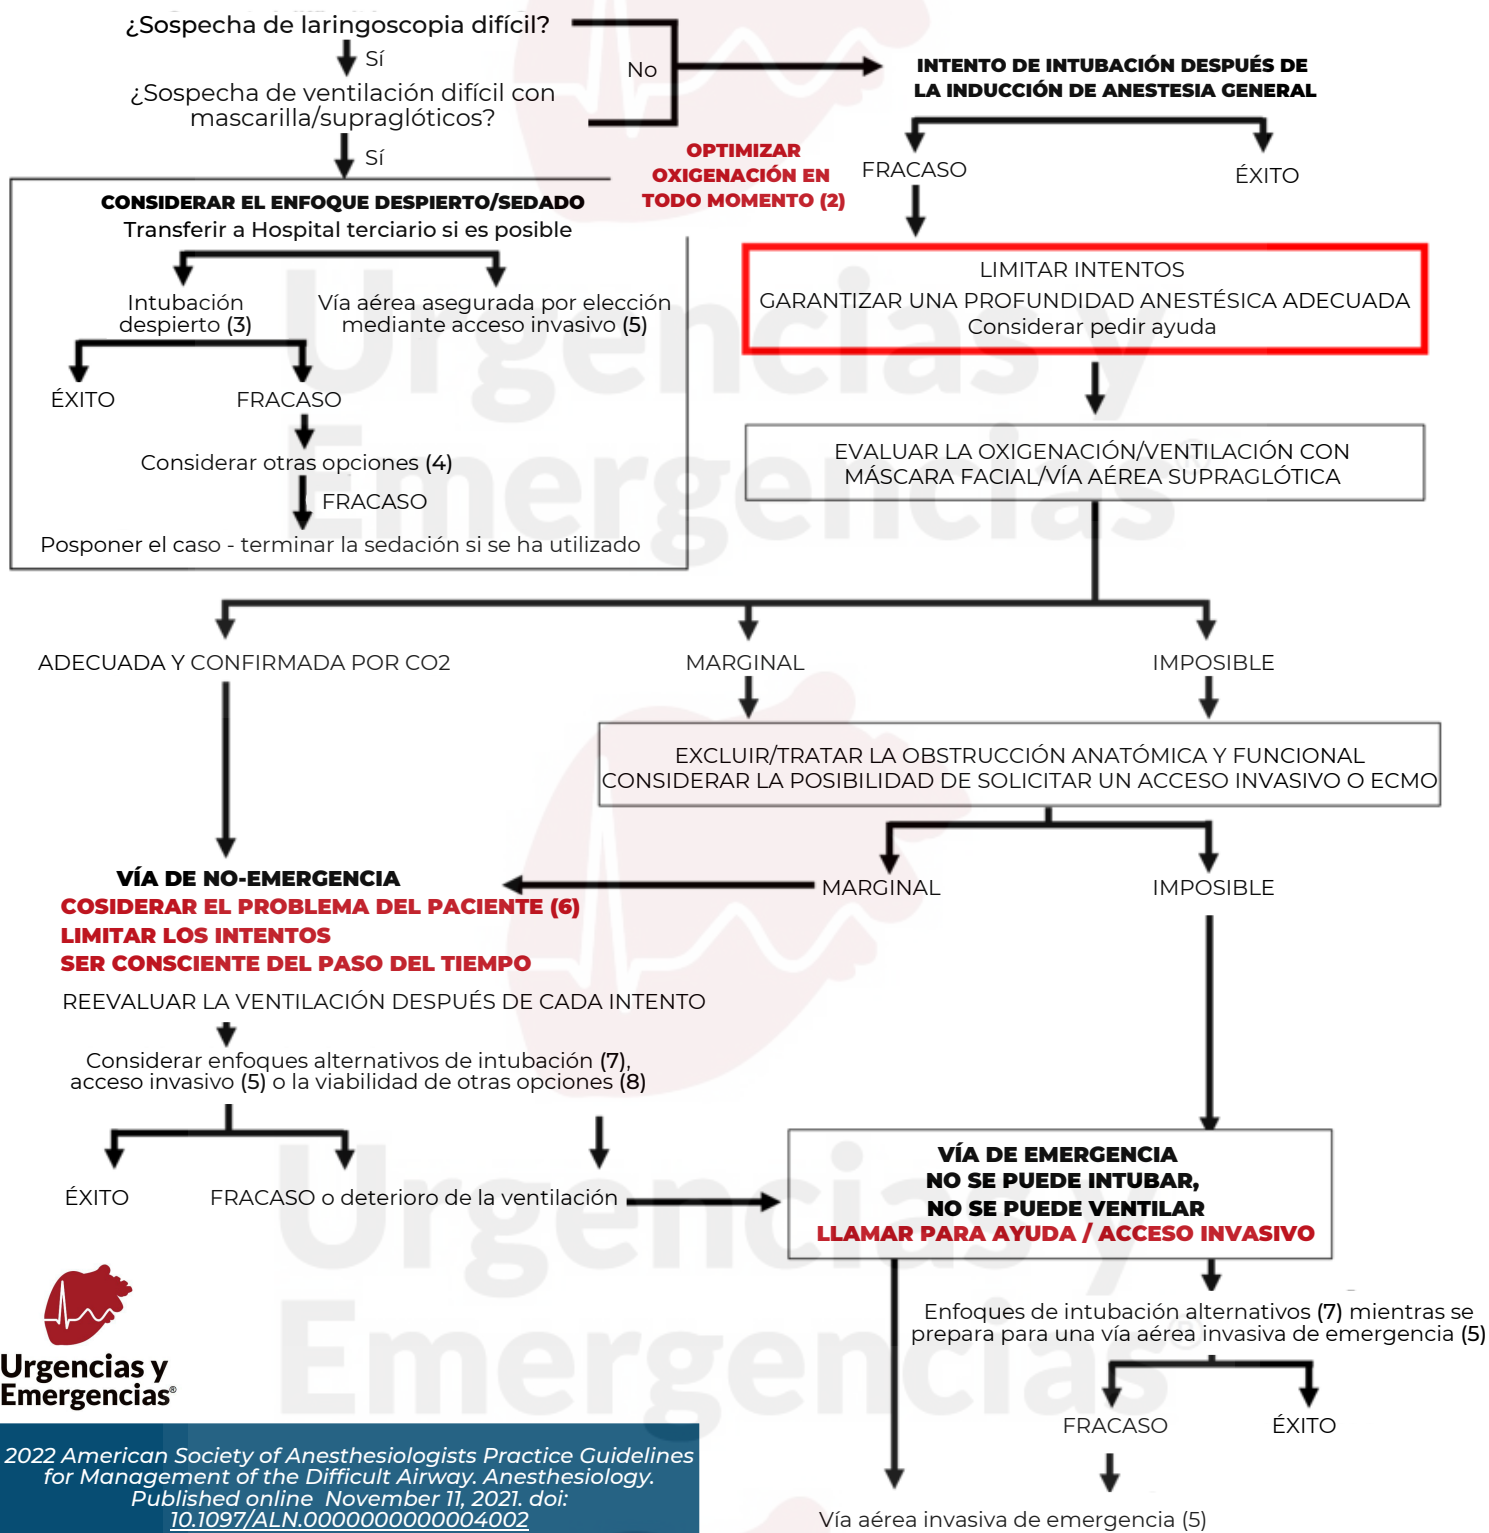 ¿Sospecha de laringoscopia difícil?
Sí
No
¿Sospecha de ventilación difícil con
mascarilla/supraglóticos?
Sí
INTENTO DE INTUBACIÓN DESPUÉS DE
LA INDUCCIÓN DE ANESTESIA GENERAL
OPTIMIZAR
OXIGENACIÓN EN
TODO MOMENTO (2)
FRACASO
ÉXITO
CONSIDERAR EL ENFOQUE DESPIERTO/SEDADO
Transferir a Hospital terciario si es posible
Intubación
despierto (3)
Vía aérea asegurada por elección
mediante acceso invasivo (5)
ÉXITO
FRACASO
Considerar otras opciones (4)
FRACASO
Posponer el caso - terminar la sedación si se ha utilizado
LIMITAR INTENTOS
GARANTIZAR UNA PROFUNDIDAD ANESTÉSICA ADECUADA
Considerar pedir ayuda
EVALUAR LA OXIGENACIÓN/VENTILACIÓN CON
MÁSCARA FACIAL/VÍA AÉREA SUPRAGLÓTICA
ADECUADA Y CONFIRMADA POR CO2
MARGINAL
IMPOSIBLE
EXCLUIR/TRATAR LA OBSTRUCCIÓN ANATÓMICA Y FUNCIONAL
CONSIDERAR LA POSIBILIDAD DE SOLICITAR UN ACCESO INVASIVO O ECMO
MARGINAL
IMPOSIBLE
VÍA DE NO-EMERGENCIA
COSIDERAR EL PROBLEMA DEL PACIENTE (6)
LIMITAR LOS INTENTOS
SER CONSCIENTE DEL PASO DEL TIEMPO
REEVALUAR LA VENTILACIÓN DESPUÉS DE CADA INTENTO
Considerar enfoques alternativos de intubación (7),
acceso invasivo (5) o la viabilidad de otras opciones (8)
ÉXITO
FRACASO o deterioro de la ventilación
VÍA DE EMERGENCIA
NO SE PUEDE INTUBAR,
NO SE PUEDE VENTILAR
LLAMAR PARA AYUDA / ACCESO INVASIVO
Enfoques de intubación alternativos (7) mientras se
prepara para una vía aérea invasiva de emergencia (5)
FRACASO
ÉXITO
Vía aérea invasiva de emergencia (5)
Urgencias y
Emergencias®
2022 American Society of Anesthesiologists Practice Guidelines
for Management of the Difficult Airway. Anesthesiology.
Published online November 11, 2021. doi:
10.1097/ALN.0000000000004002
Urgencias y
Emergencias®
Urgencias y
Emergencias®